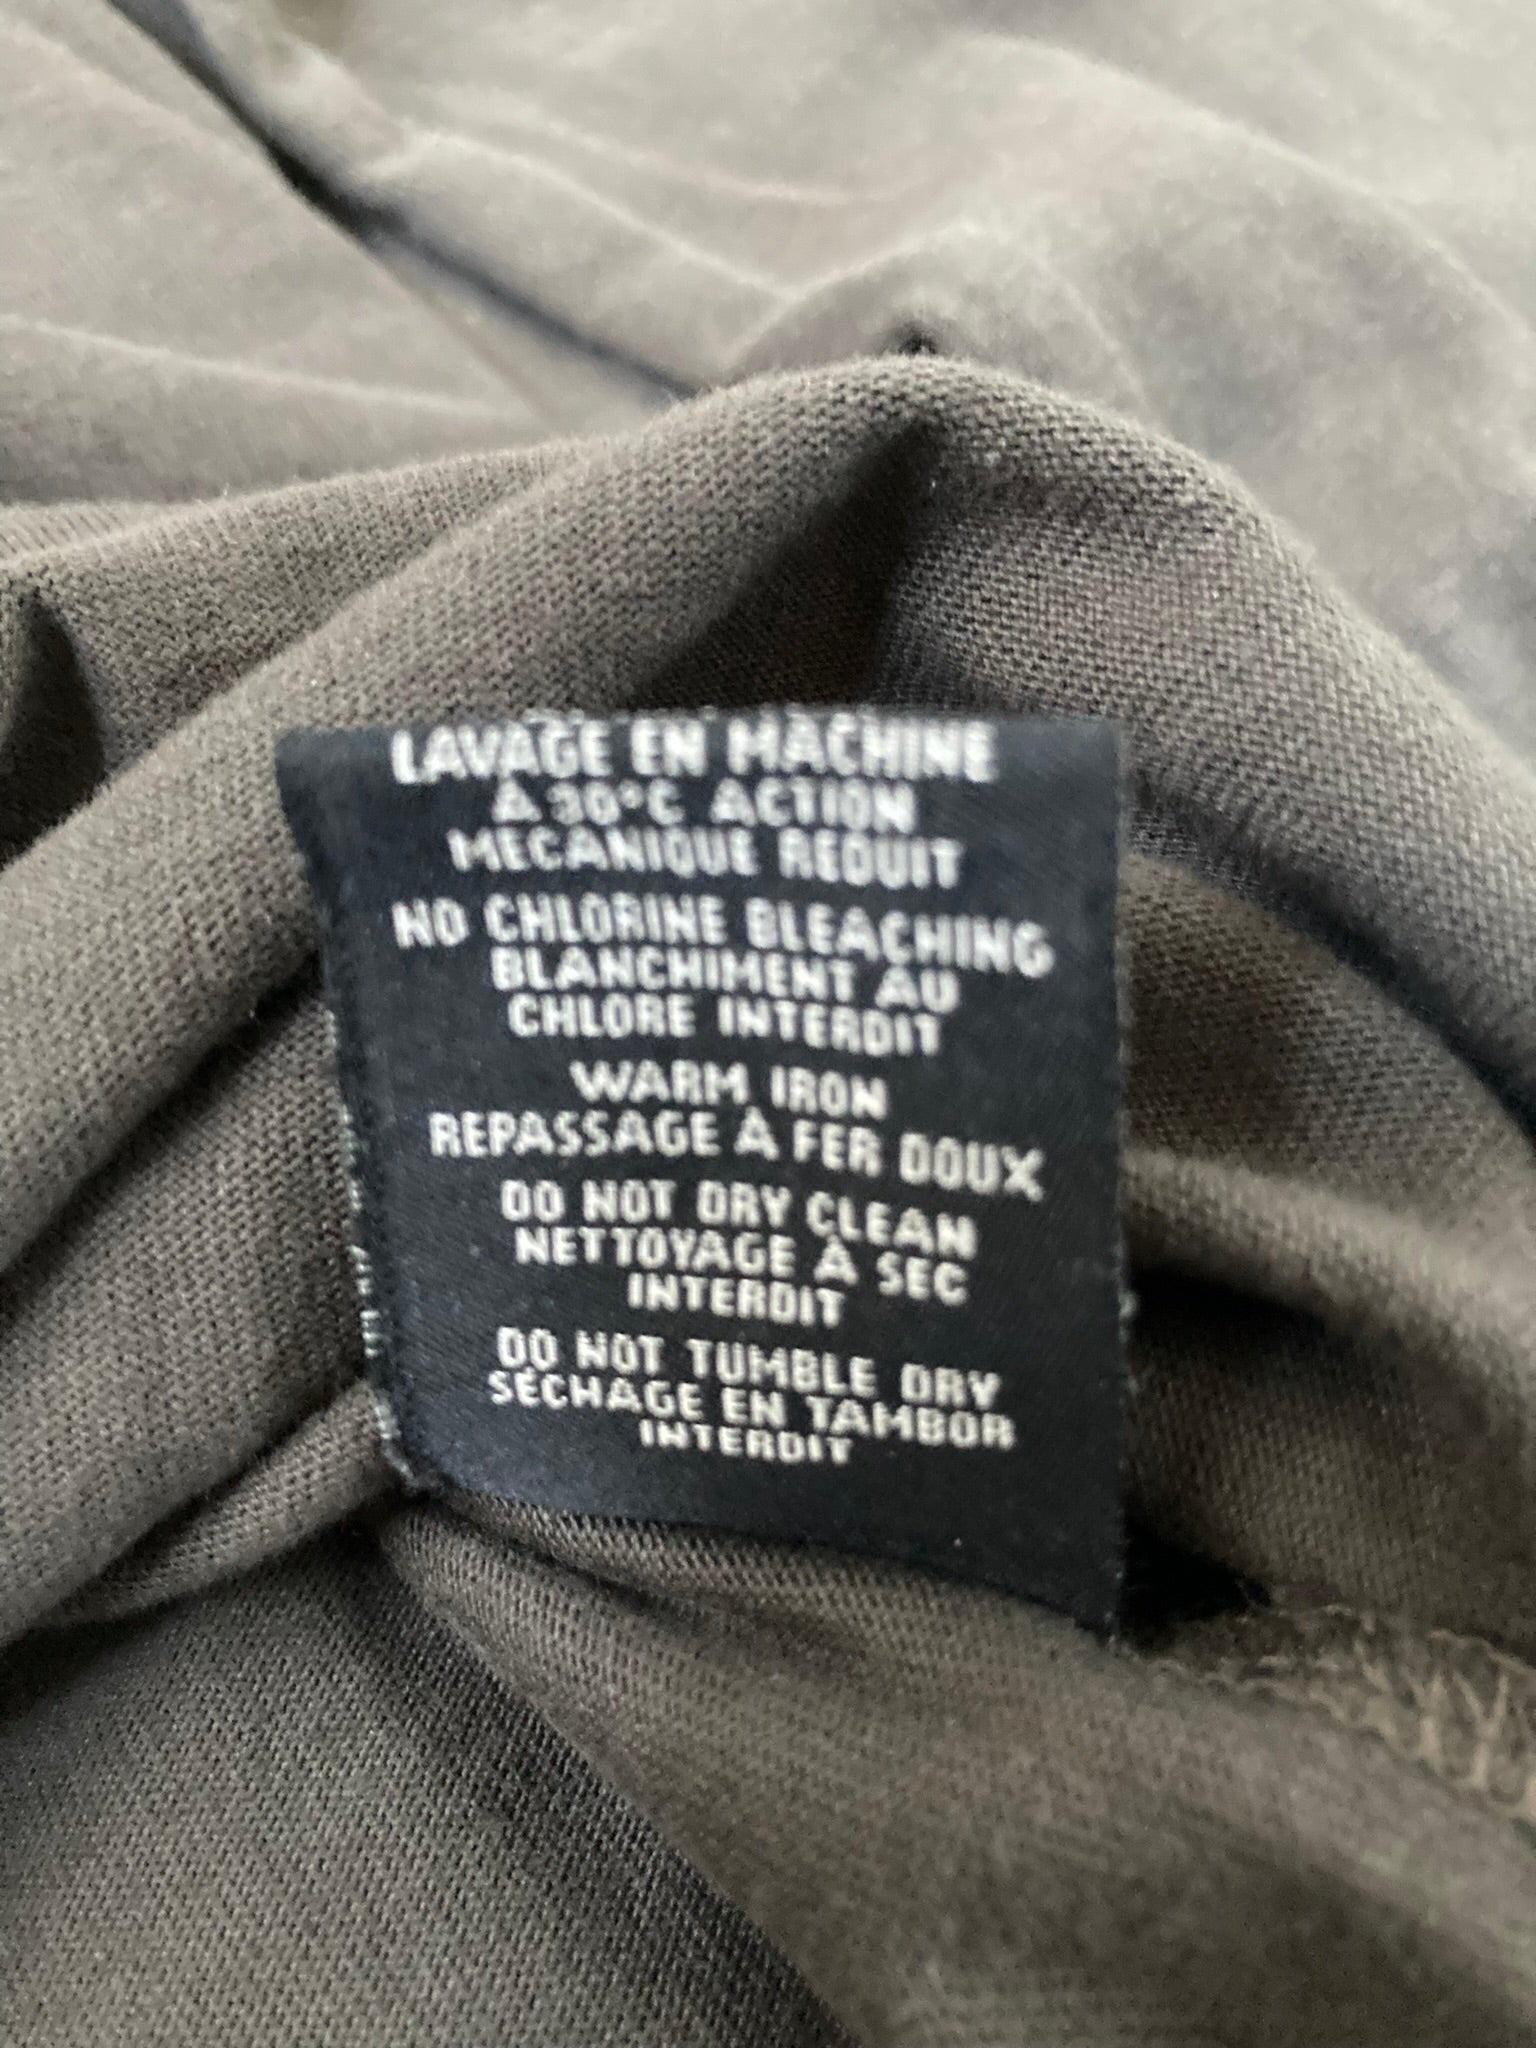 LAVAGE EN MACHINE
À 30°C ACTION
MÉCANIQUE REDUIT
NO CHLORINE BLEACHING
BLANCHIMENT AU
CHLORE INTERDIT
WARM IRON
REPASSAGE À FER DOUX
DO NOT DRY CLEAN
NETTOYAGE À SEC
INTERDIT
DO NOT TUMBLE DRY
SÉCHAGE EN TAMBOR
INTERDIT